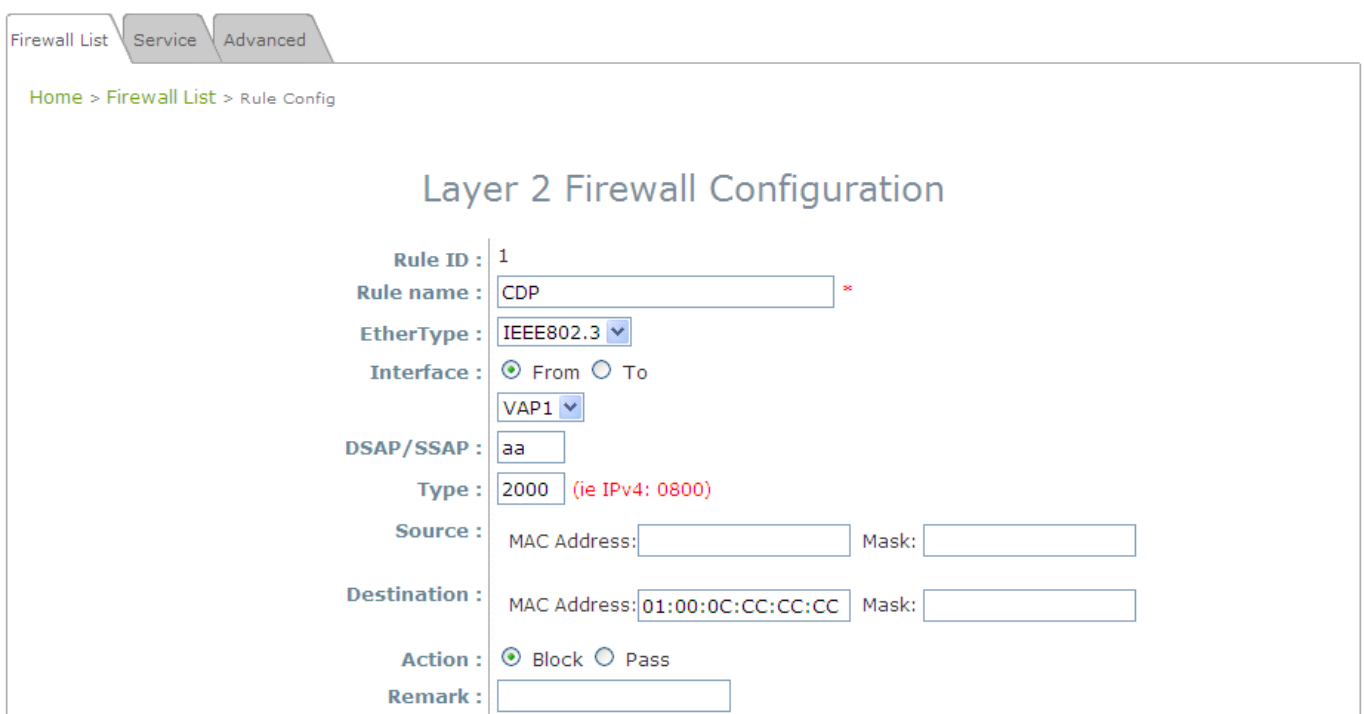 Firewall List Service Advanced
Home > Firewall List > Rule Config
Layer 2 Firewall Configuration
Rule ID : 1
Rule name : CDP *
EtherType : IEEE802.3
Interface : From To
VAP1
DSAP/SSAP : aa
Type : 2000 (ie IPv4: 0800)
Source : MAC Address: Mask:
Destination : MAC Address: 01:00:0C:CC:CC:CC Mask:
Action : Block Pass
Remark :